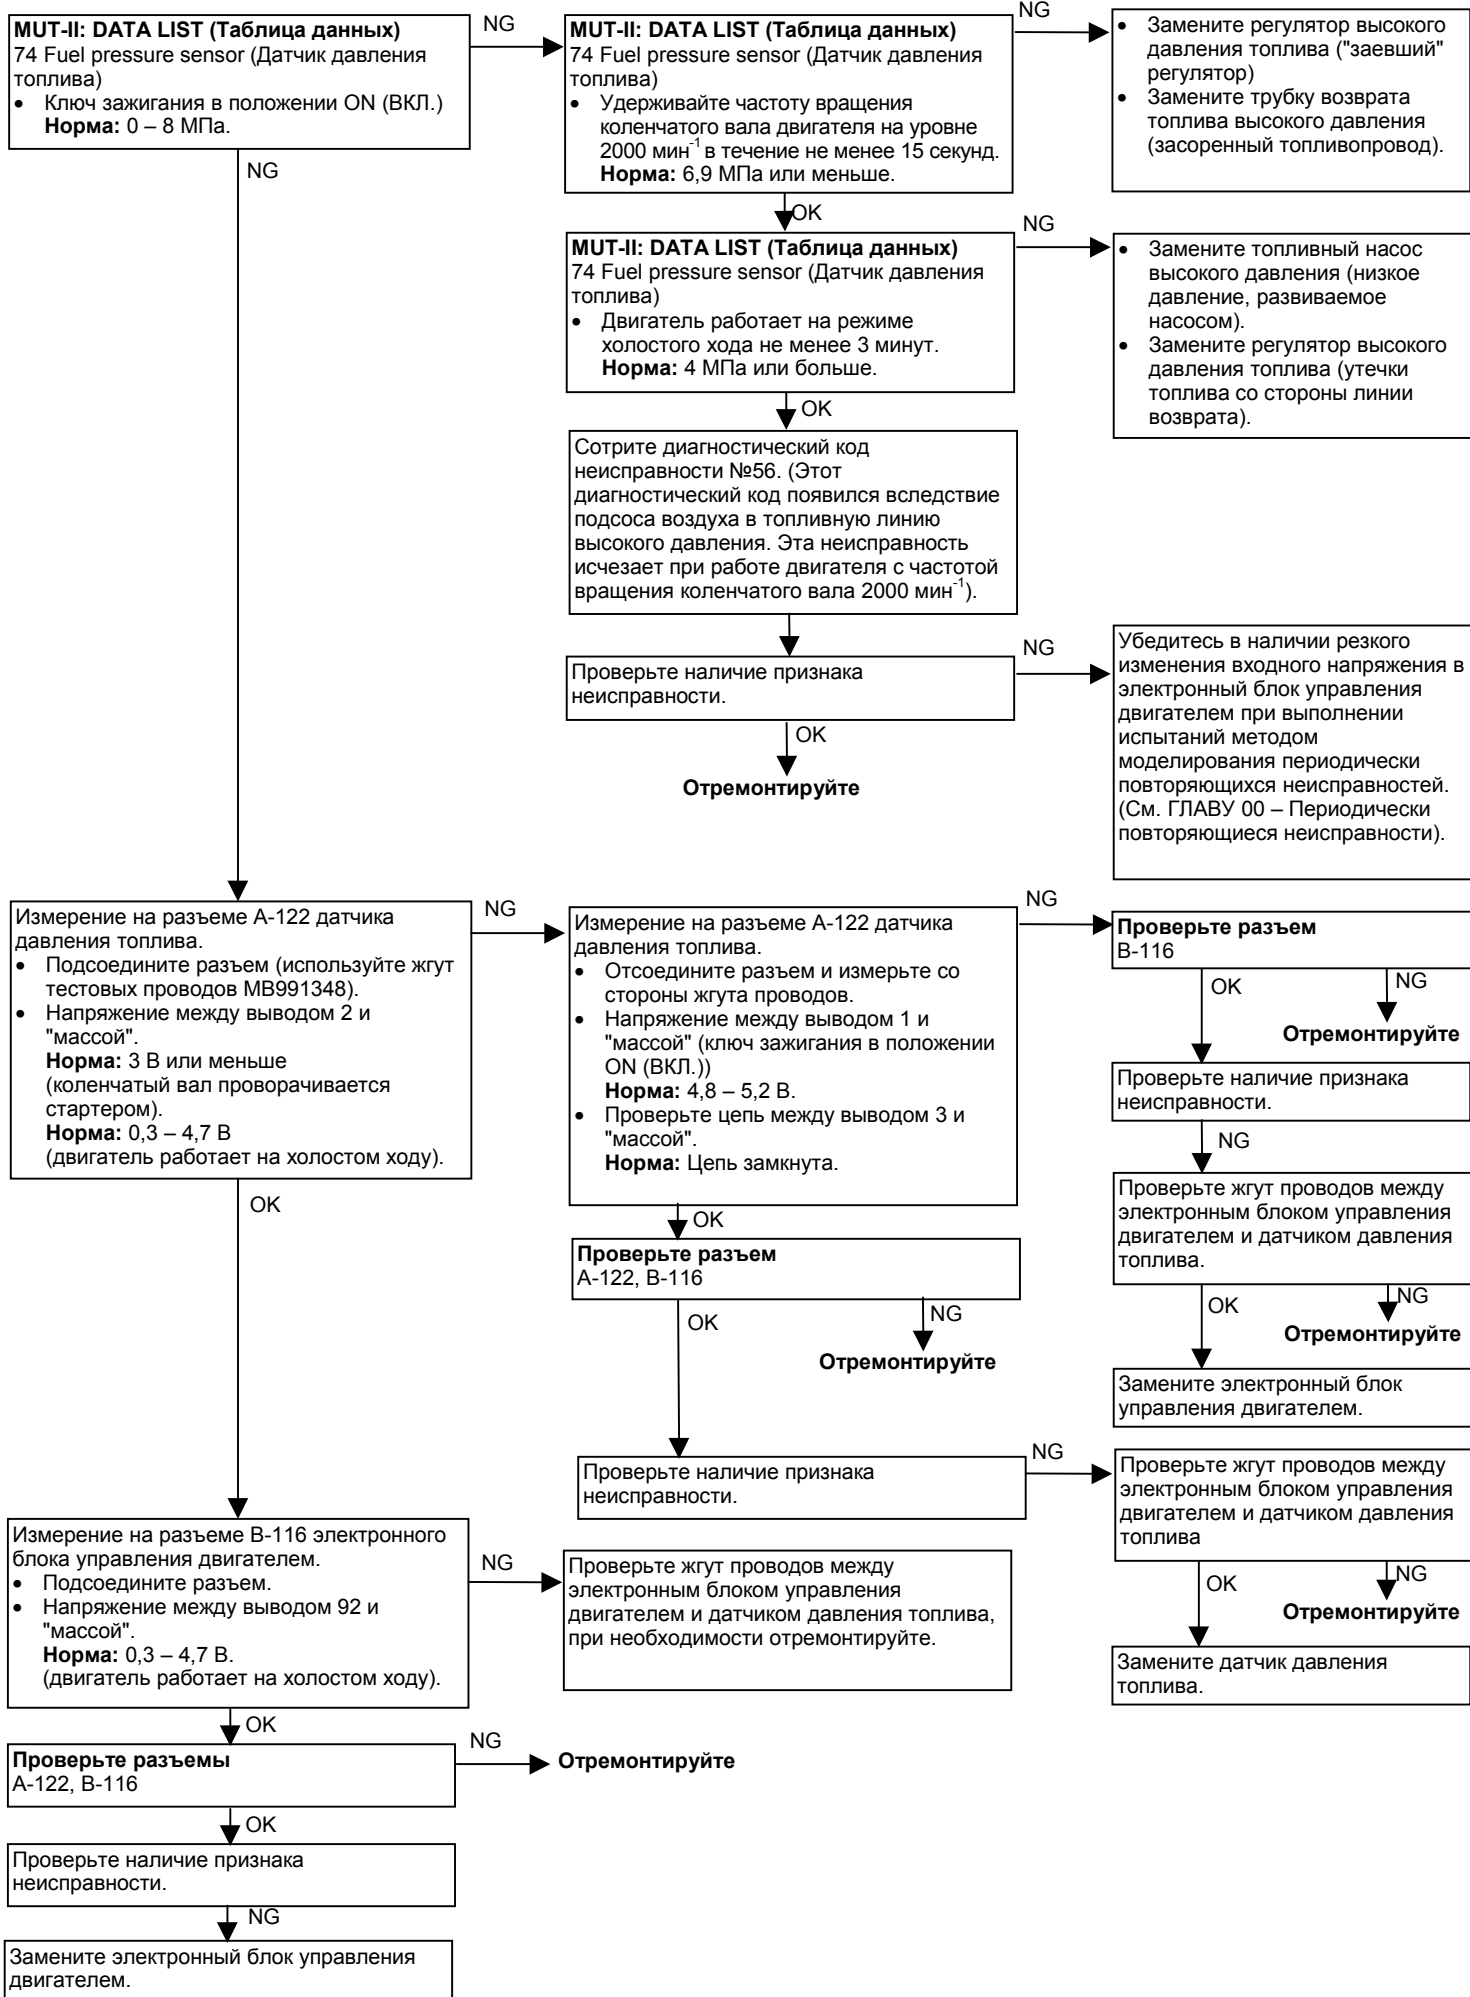 MUT-II: DATA LIST (Таблица данных)
74 Fuel pressure sensor (Датчик давления
топлива)
• Ключ зажигания в положении ON (ВКЛ.)
Норма: 0 – 8 МПа.
NG
MUT-II: DATA LIST (Таблица данных)
74 Fuel pressure sensor (Датчик давления
топлива)
• Удерживайте частоту вращения
коленчатого вала двигателя на уровне
2000 мин⁻¹ в течение не менее 15 секунд.
Норма: 6,9 МПа или меньше.
NG
• Замените регулятор высокого
давления топлива ("заевший"
регулятор)
• Замените трубку возврата
топлива высокого давления
(засоренный топливопровод).
NG
OK
MUT-II: DATA LIST (Таблица данных)
74 Fuel pressure sensor (Датчик давления
топлива)
• Двигатель работает на режиме
холостого хода не менее 3 минут.
Норма: 4 МПа или больше.
NG
• Замените топливный насос
высокого давления (низкое
давление, развиваемое
насосом).
• Замените регулятор высокого
давления топлива (утечки
топлива со стороны линии
возврата).
OK
Сотрите диагностический код
неисправности №56. (Этот
диагностический код появился вследствие
подсоса воздуха в топливную линию
высокого давления. Эта неисправность
исчезает при работе двигателя с частотой
вращения коленчатого вала 2000 мин⁻¹).
Проверьте наличие признака
неисправности.
NG
Убедитесь в наличии резкого
изменения входного напряжения в
электронный блок управления
двигателем при выполнении
испытаний методом
моделирования периодически
повторяющихся неисправностей.
(См. ГЛАВУ 00 – Периодически
повторяющиеся неисправности).
OK
Отремонтируйте
Измерение на разъеме А-122 датчика
давления топлива.
• Подсоедините разъем (используйте жгут
тестовых проводов MB991348).
• Напряжение между выводом 2 и
"массой".
Норма: 3 В или меньше
(коленчатый вал проворачивается
стартером).
Норма: 0,3 – 4,7 В
(двигатель работает на холостом ходу).
NG
Измерение на разъеме А-122 датчика
давления топлива.
• Отсоедините разъем и измерьте со
стороны жгута проводов.
• Напряжение между выводом 1 и
"массой" (ключ зажигания в положении
ON (ВКЛ.))
Норма: 4,8 – 5,2 В.
• Проверьте цепь между выводом 3 и
"массой".
Норма: Цепь замкнута.
NG
Проверьте разъем
В-116
OK
NG
Отремонтируйте
Проверьте наличие признака
неисправности.
NG
Проверьте жгут проводов между
электронным блоком управления
двигателем и датчиком давления
топлива.
OK
NG
Отремонтируйте
Замените электронный блок
управления двигателем.
OK
OK
Проверьте разъем
А-122, В-116
OK
NG
Отремонтируйте
Проверьте наличие признака
неисправности.
NG
Проверьте жгут проводов между
электронным блоком управления
двигателем и датчиком давления
топлива
OK
NG
Отремонтируйте
Замените датчик давления
топлива.
Измерение на разъеме В-116 электронного
блока управления двигателем.
• Подсоедините разъем.
• Напряжение между выводом 92 и
"массой".
Норма: 0,3 – 4,7 В.
(двигатель работает на холостом ходу).
NG
Проверьте жгут проводов между
электронным блоком управления
двигателем и датчиком давления топлива,
при необходимости отремонтируйте.
OK
Проверьте разъемы
А-122, В-116
NG
Отремонтируйте
OK
Проверьте наличие признака
неисправности.
NG
Замените электронный блок управления
двигателем.